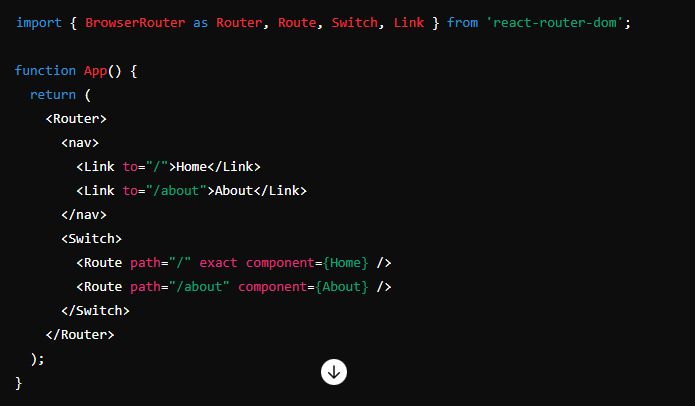 import { BrowserRouter as Router, Route, Switch, Link } from 'react-router-dom';

function App() {
  return (
    <Router>
      <nav>
        <Link to="/">Home</Link>
        <Link to="/about">About</Link>
      </nav>
      <Switch>
        <Route path="/" exact component={Home} />
        <Route path="/about" component={About} />
      </Switch>
    </Router>
  );
}